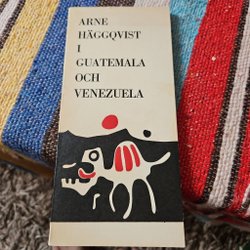 ARNE
HÄGGQVIST
I
GUATEMALA
OCH
VENEZUELA